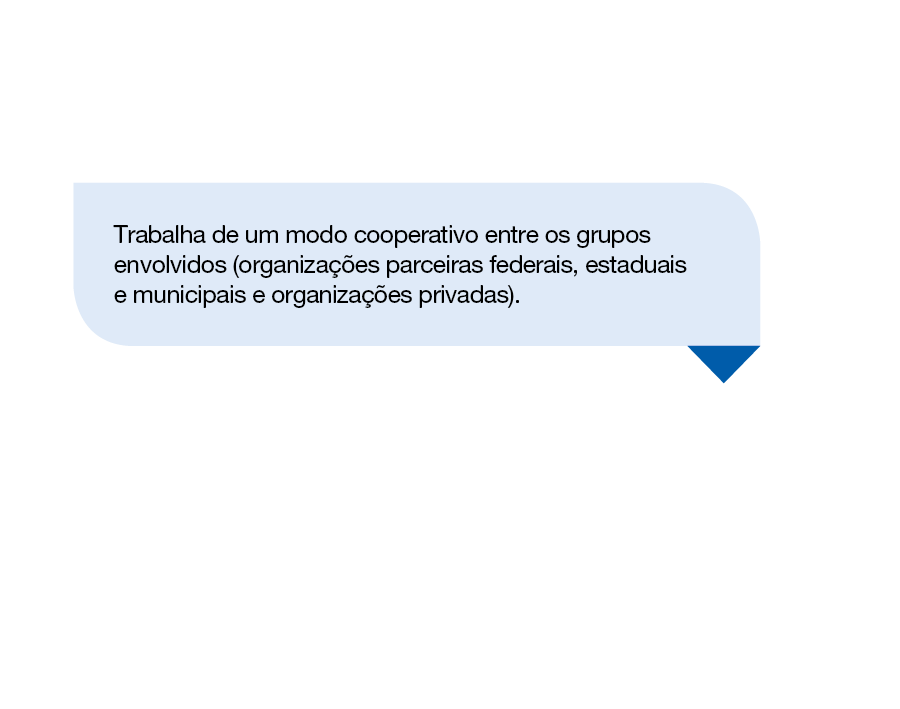 Trabalha de um modo cooperativo entre os grupos
envolvidos (organizações parceiras federais, estaduais
e municipais e organizações privadas).